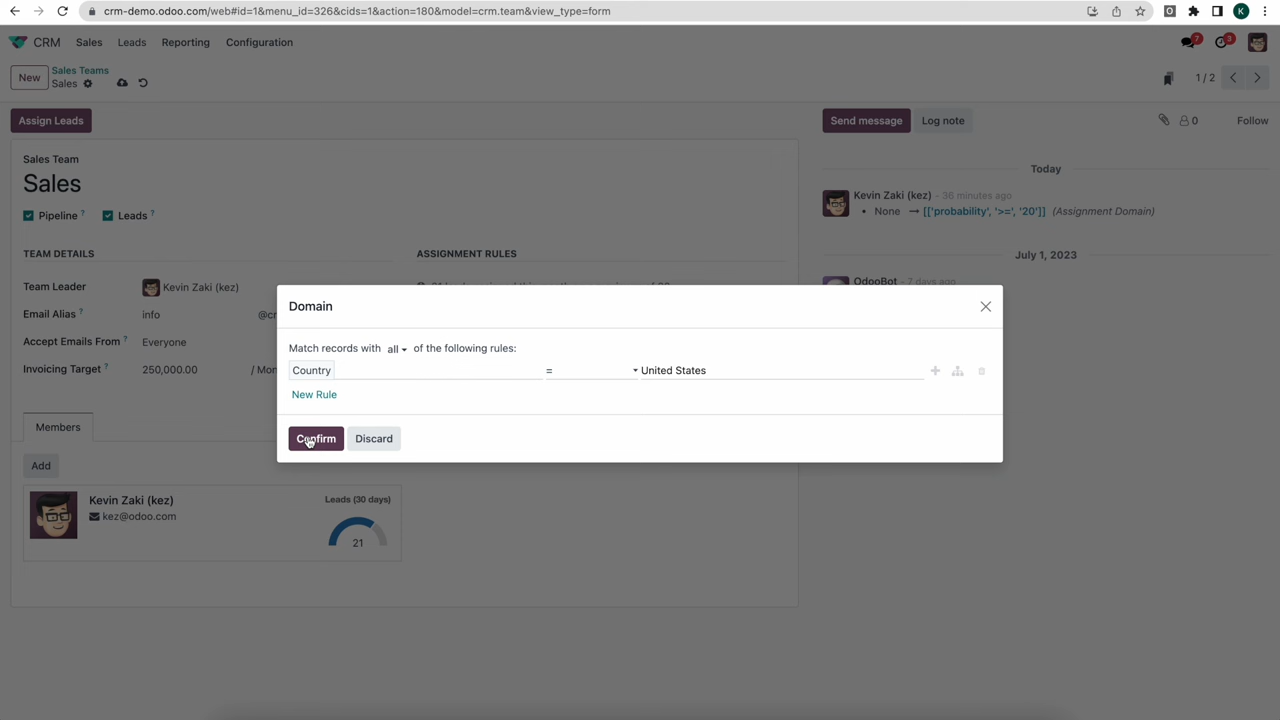 crm-demo.odoo.com/web#id=1&menu_id=326&cids=1&action=180&model=crm.team&view_type=form
K
CRM Sales Leads Reporting Configuration
7 3
New Sales Teams
Sales
1 / 2
Assign Leads
Send message Log note
0 Follow
Sales Team
Sales
Pipeline ? Leads ?
TEAM DETAILS
ASSIGNMENT RULES
Team Leader Kevin Zaki (kez)
Email Alias ? info @cr
Accept Emails From ? Everyone
Invoicing Target ? 250,000.00 / Mon
Members
Add
Kevin Zaki (kez)
kez@odoo.com
Leads (30 days)
21
Today
Kevin Zaki (kez) - 36 minutes ago
• None → [['probability', '>=', '20']] (Assignment Domain)
July 1, 2023
OdooBot - 7 days ago
Domain
Match records with all of the following rules:
Country = United States
New Rule
Confirm Discard